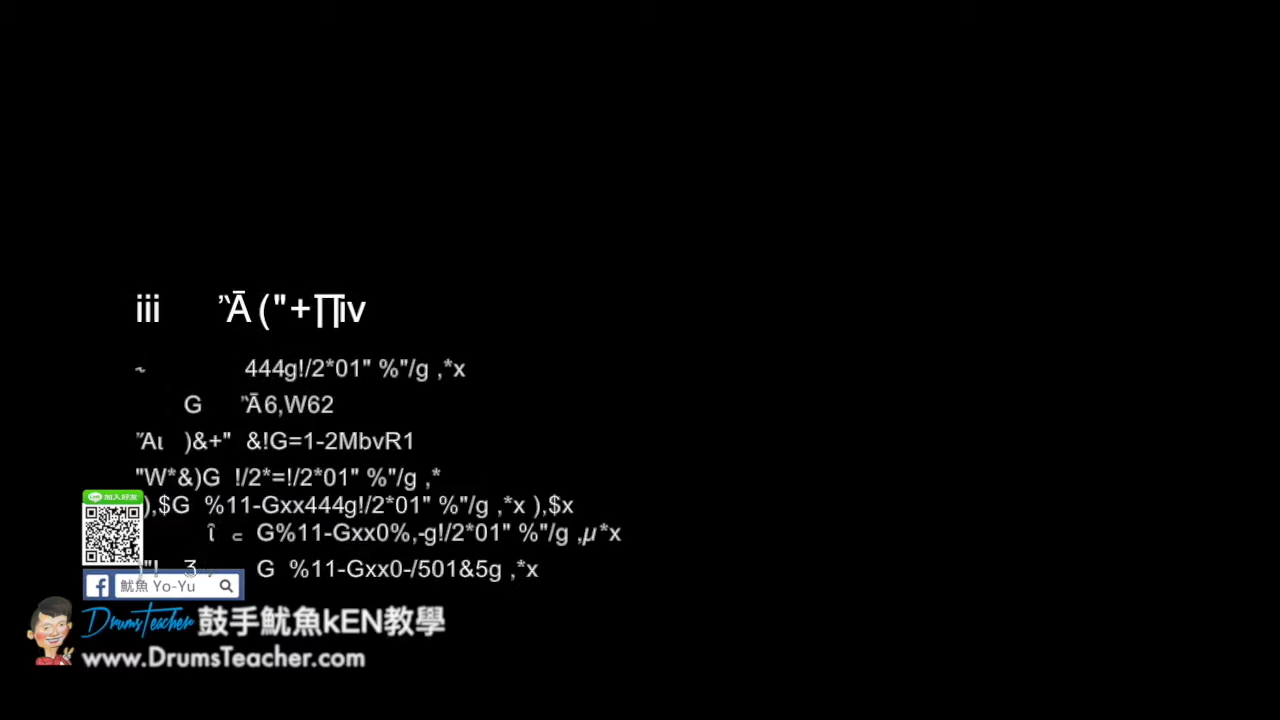 iii ῍Ā ("+∏iv
~ 444g!/2*01" %"/g ,*x
G ῍Ā6,W62
῎Αι )&+" &!G=1-2MbvR1
"W*&)G !/2*=!/2*01" %"/g ,*
),$G %11-Gxx444g!/2*01" %"/g ,*x ),$x
G%11-Gxx0%,-g!/2*01" %"/g ,µ*x
G %11-Gxx0-/501&5g ,*x
加入好友
魷魚 Yo-Yu
DrumsTeacher 鼓手魷魚kEN教學
www.DrumsTeacher.com